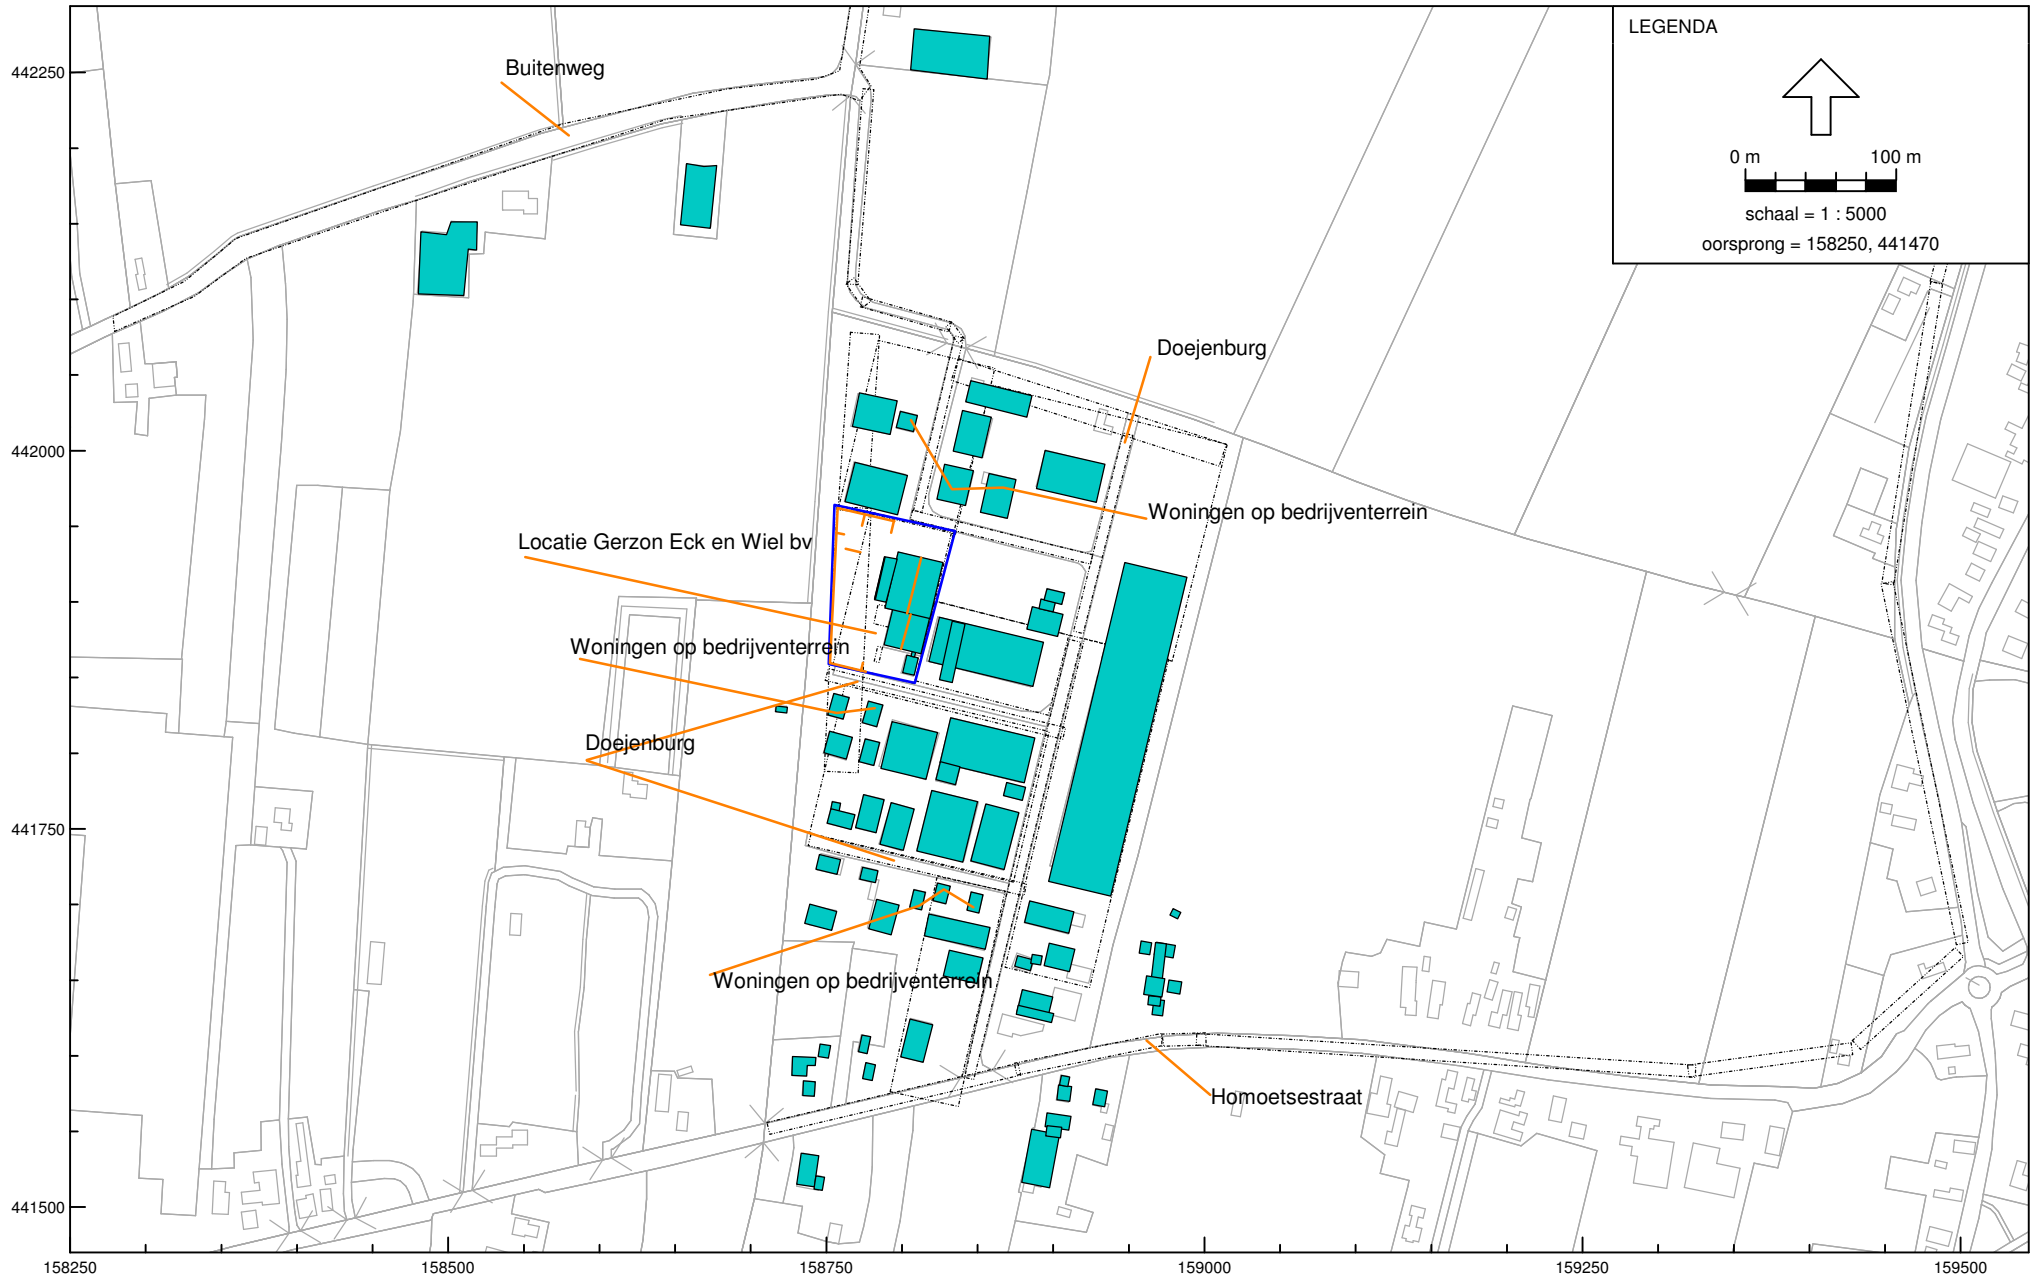 LEGENDA
0 m 100 m
schaal = 1 : 5000
oorsprong = 158250, 441470
442250
Buitenweg
Doejenburg
442000
Woningen op bedrijventerrein
Locatie Gerzon Eck en Wiel bv
Woningen op bedrijventerrein
Doejenburg
441750
Woningen op bedrijventerrein
Homoetsestraat
441500
158250 158500 158750 159000 159250 159500